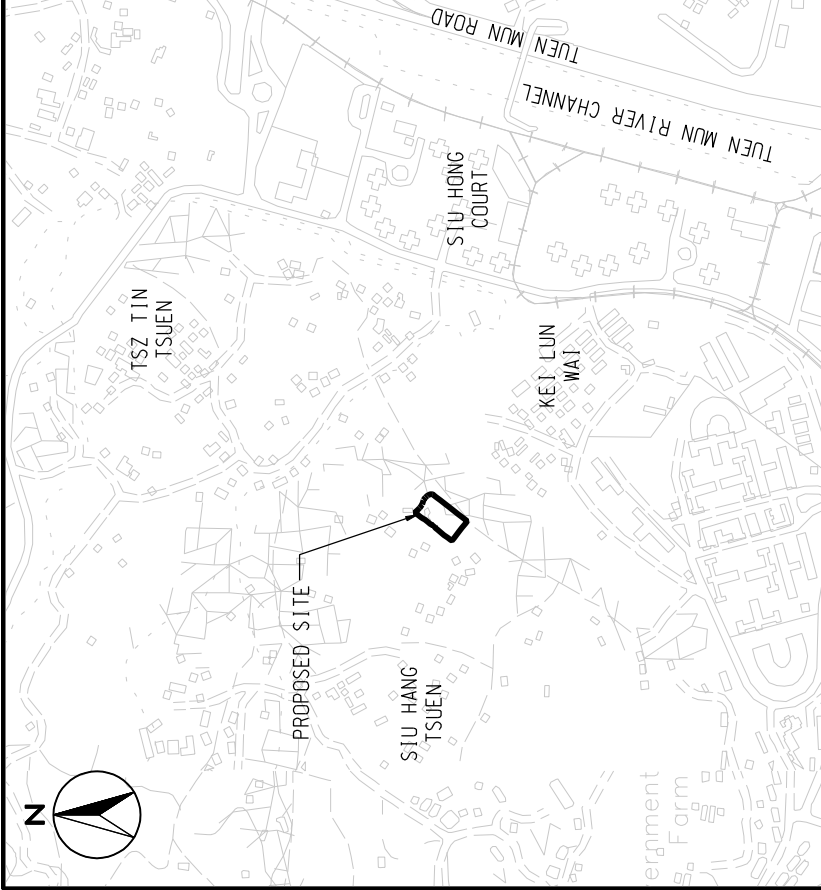 TUEN MUN ROAD
TUEN MUN RIVER CHANNEL
SIU HONG
COURT
TSZ TIN
TSUEN
KEI LUN
WAI
PROPOSED SITE
SIU HANG
TSUEN
N
ernment
Farm